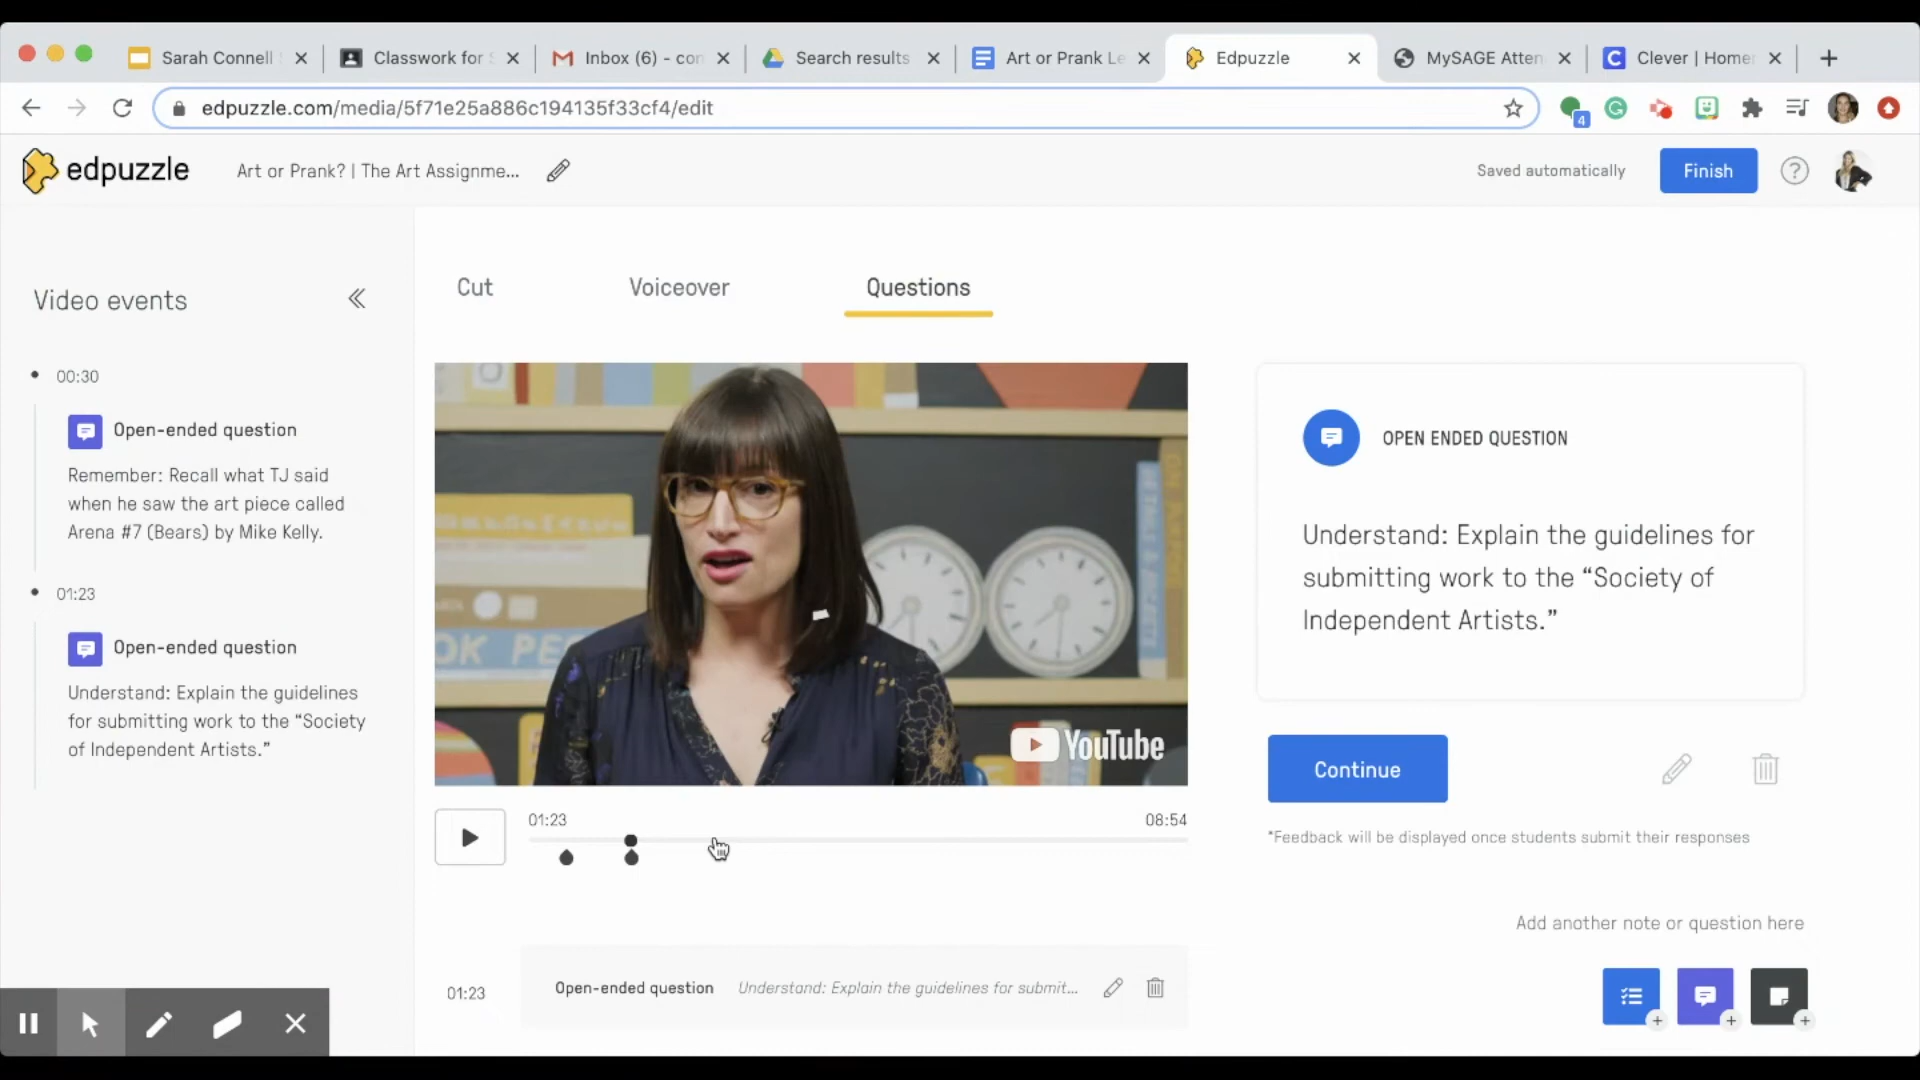 Sarah Connell
Classwork for S
Inbox (6) - con
Search results
Art or Prank Le
Edpuzzle
MySAGE Atten
Clever | Home
edpuzzle.com/media/5f71e25a886c194135f33cf4/edit
4
edpuzzle
Art or Prank? | The Art Assignme...
Saved automatically
Finish
?
Video events
Cut
Voiceover
Questions
00:30
Open-ended question
Remember: Recall what TJ said
when he saw the art piece called
Arena #7 (Bears) by Mike Kelly.
01:23
Open-ended question
Understand: Explain the guidelines
for submitting work to the “Society
of Independent Artists.”
YouTube
01:23
08:54
OPEN ENDED QUESTION
Understand: Explain the guidelines for
submitting work to the “Society of
Independent Artists.”
Continue
*Feedback will be displayed once students submit their responses
Add another note or question here
01:23
Open-ended question
Understand: Explain the guidelines for submit...